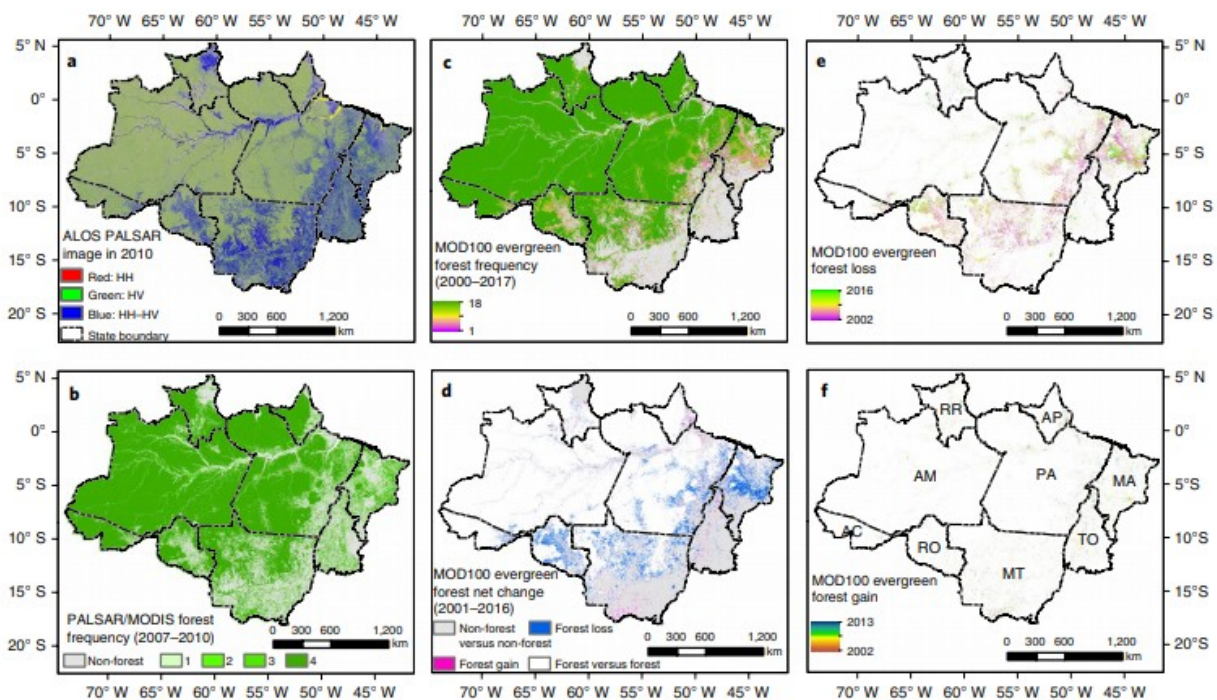 70° W 65° W 60° W 55° W 50° W 45° W
70° W 65° W 60° W 55° W 50° W 45° W
70° W 65° W 60° W 55° W 50° W 45° W
5° N
0°
5° S
10° S
15° S
20° S
a
ALOS PALSAR
image in 2010
Red: HH
Green: HV
Blue: HH–HV
State boundary
0 300 600 1,200
km
c
MOD100 evergreen
forest frequency
(2000–2017)
18
1
0 300 600 1,200
km
e
MOD100 evergreen
forest loss
2016
2002
0 300 600 1,200
km
5° N
0°
5° S
10° S
15° S
20° S
5° N
0°
5° S
10° S
15° S
20° S
b
PALSAR/MODIS forest
frequency (2007–2010)
Non-forest 1 2 3 4
0 300 600 1,200
km
d
MOD100 evergreen
forest net change
(2001–2016)
Non-forest
versus non-forest
Forest loss
Forest gain
Forest versus forest
0 300 600 1,200
km
f
RR
AP
AM
PA
MA
AC
RO
TO
MT
MOD100 evergreen
forest gain
2013
2002
0 300 600 1,200
km
5° N
0°
5° S
10° S
15° S
20° S
70° W 65° W 60° W 55° W 50° W 45° W
70° W 65° W 60° W 55° W 50° W 45° W
70° W 65° W 60° W 55° W 50° W 45° W